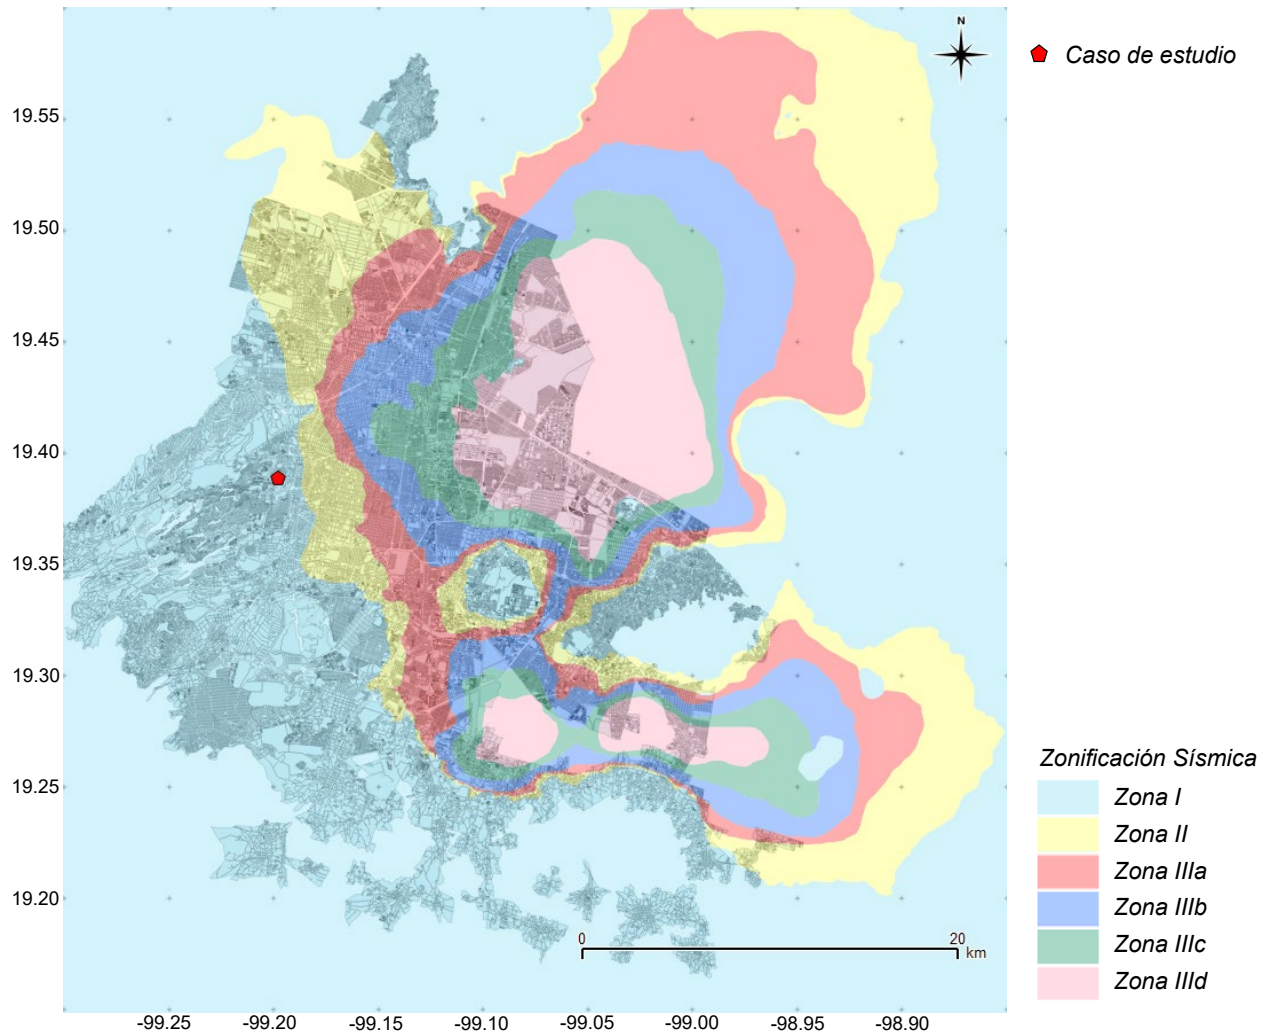 N
Caso de estudio
19.55
19.50
19.45
19.40
19.35
19.30
19.25
19.20
Zonificación Sísmica
Zona I
Zona II
Zona IIIa
Zona IIIb
Zona IIIc
Zona IIId
0 20
km
-99.25 -99.20 -99.15 -99.10 -99.05 -99.00 -98.95 -98.90